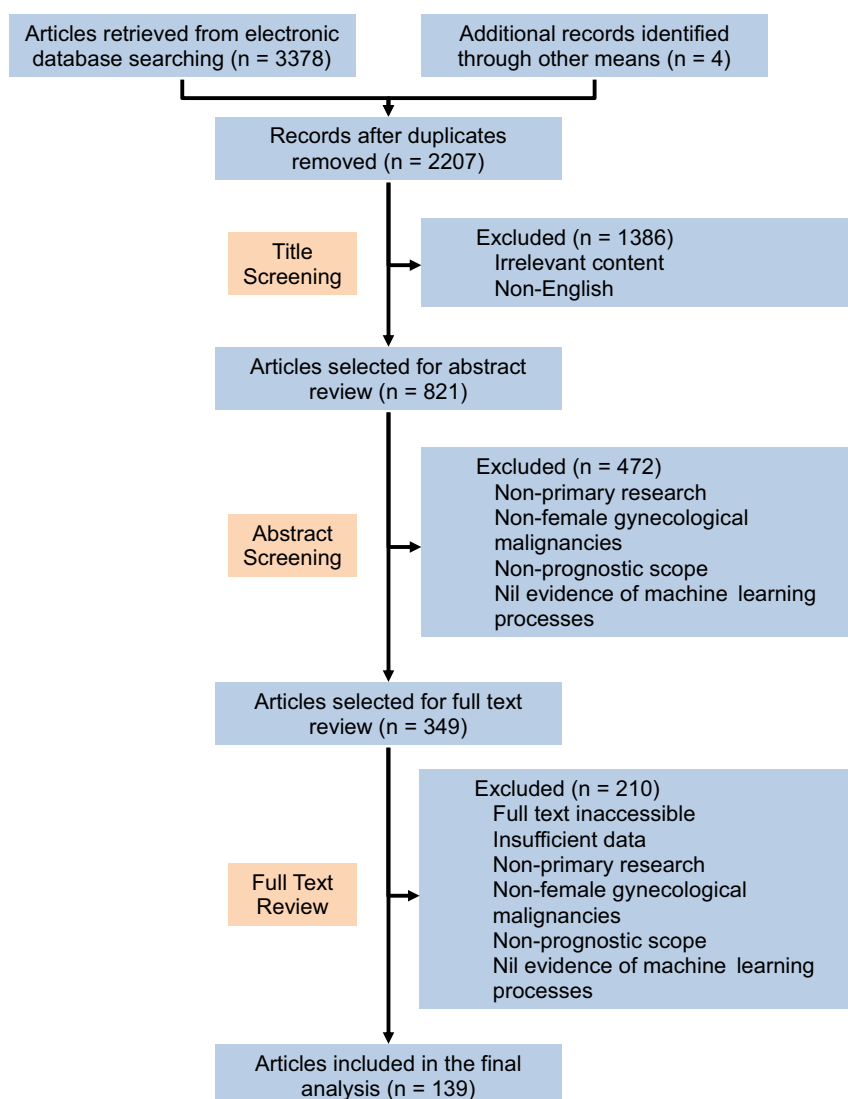 Articles retrieved from electronic
database searching (n = 3378)
Additional records identified
through other means (n = 4)
Records after duplicates
removed (n = 2207)
Title
Screening
Excluded (n = 1386)
Irrelevant content
Non-English
Articles selected for abstract
review (n = 821)
Abstract
Screening
Excluded (n = 472)
Non-primary research
Non-female gynecological
malignancies
Non-prognostic scope
Nil evidence of machine learning
processes
Articles selected for full text
review (n = 349)
Full Text
Review
Excluded (n = 210)
Full text inaccessible
Insufficient data
Non-primary research
Non-female gynecological
malignancies
Non-prognostic scope
Nil evidence of machine learning
processes
Articles included in the final
analysis (n = 139)